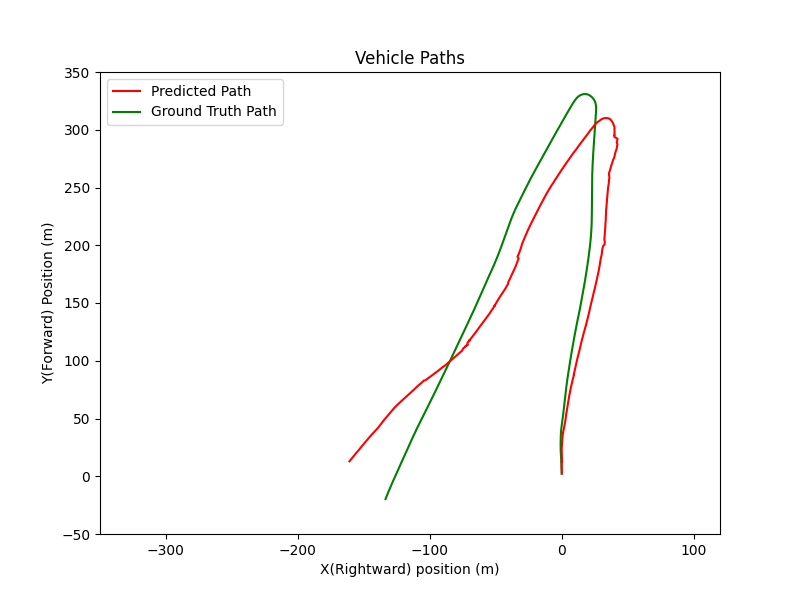 Vehicle Paths
Predicted Path
Ground Truth Path
Y(Forward) Position (m)
350
300
250
200
150
100
50
0
−50
−300
−200
−100
0
100
X(Rightward) position (m)